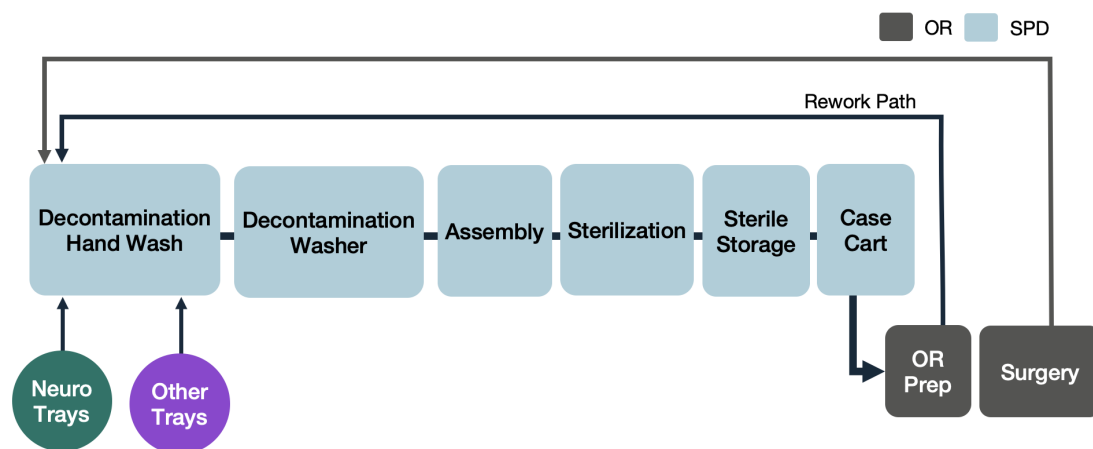 OR
SPD
Rework Path
Decontamination
Hand Wash
Decontamination
Washer
Assembly
Sterilization
Sterile
Storage
Case
Cart
Neuro
Trays
Other
Trays
OR
Prep
Surgery